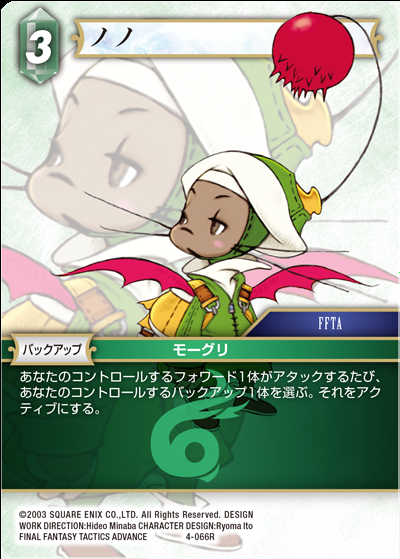 3
ノノ
FFTA
バックアップ
モーグリ
あなたのコントロールするフォワード1体がアタックするたび、
あなたのコントロールするバックアップ1体を選ぶ。それをアク
ティブにする。
©2003 SQUARE ENIX CO.,LTD. All Rights Reserved. DESIGN
WORK DIRECTION:Hideo Minaba CHARACTER DESIGN:Ryoma Ito
FINAL FANTASY TACTICS ADVANCE 4-066R